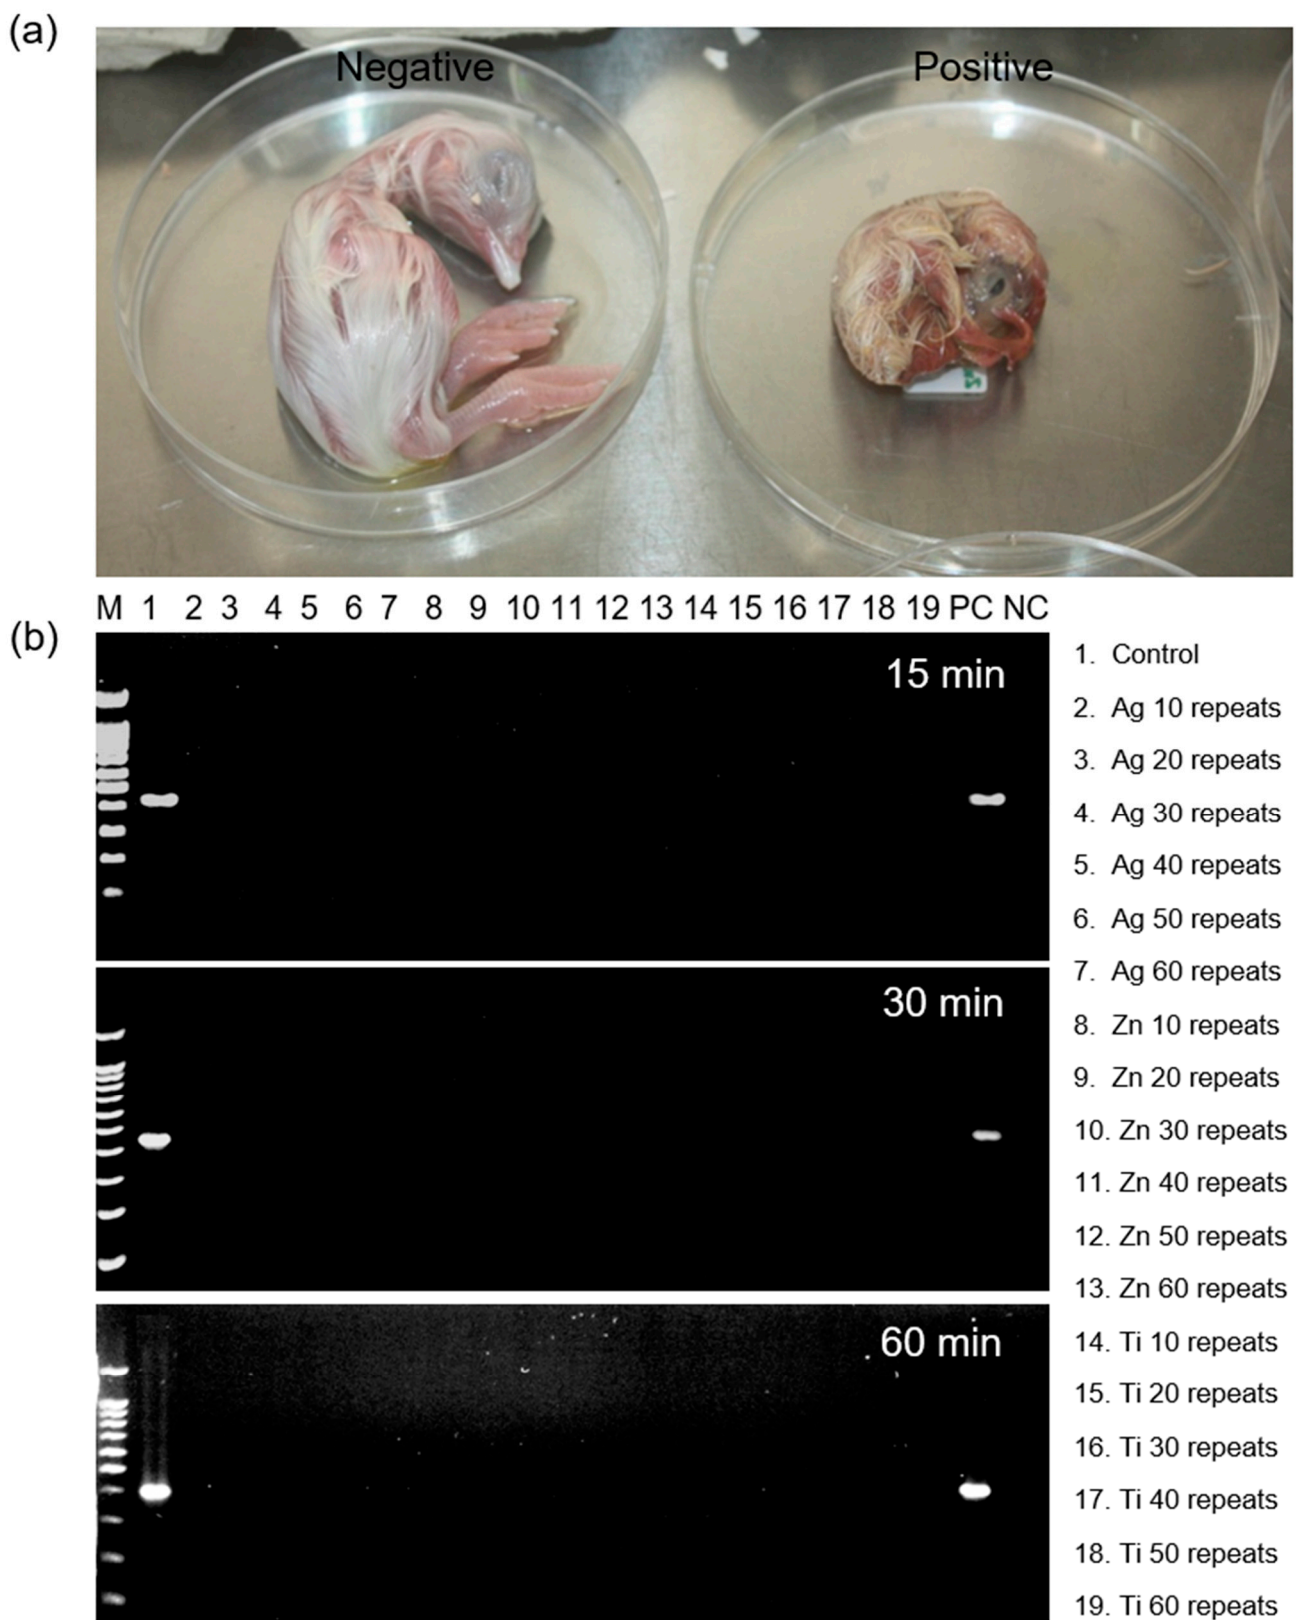 (a)
Negative
Positive
M 1 2 3 4 5 6 7 8 9 10 11 12 13 14 15 16 17 18 19 PC NC
(b)
15 min
30 min
60 min
1. Control
2. Ag 10 repeats
3. Ag 20 repeats
4. Ag 30 repeats
5. Ag 40 repeats
6. Ag 50 repeats
7. Ag 60 repeats
8. Zn 10 repeats
9. Zn 20 repeats
10. Zn 30 repeats
11. Zn 40 repeats
12. Zn 50 repeats
13. Zn 60 repeats
14. Ti 10 repeats
15. Ti 20 repeats
16. Ti 30 repeats
17. Ti 40 repeats
18. Ti 50 repeats
19. Ti 60 repeats